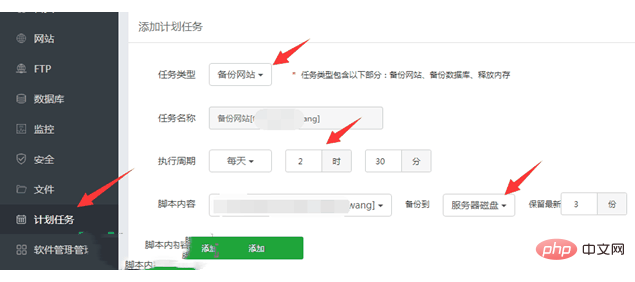 网站
FTP
数据库
监控
安全
文件
计划任务
软件管理
添加计划任务
任务类型 备份网站 * 任务类型包含以下部分:备份网站、备份数据库、释放内存
任务名称 备份网站[ ang]
执行周期 每天 2 时 30 分
脚本内容 wang] 备份到 服务器磁盘 保留最新 3 份
脚本内 添加 添加
脚本内
php 中文网